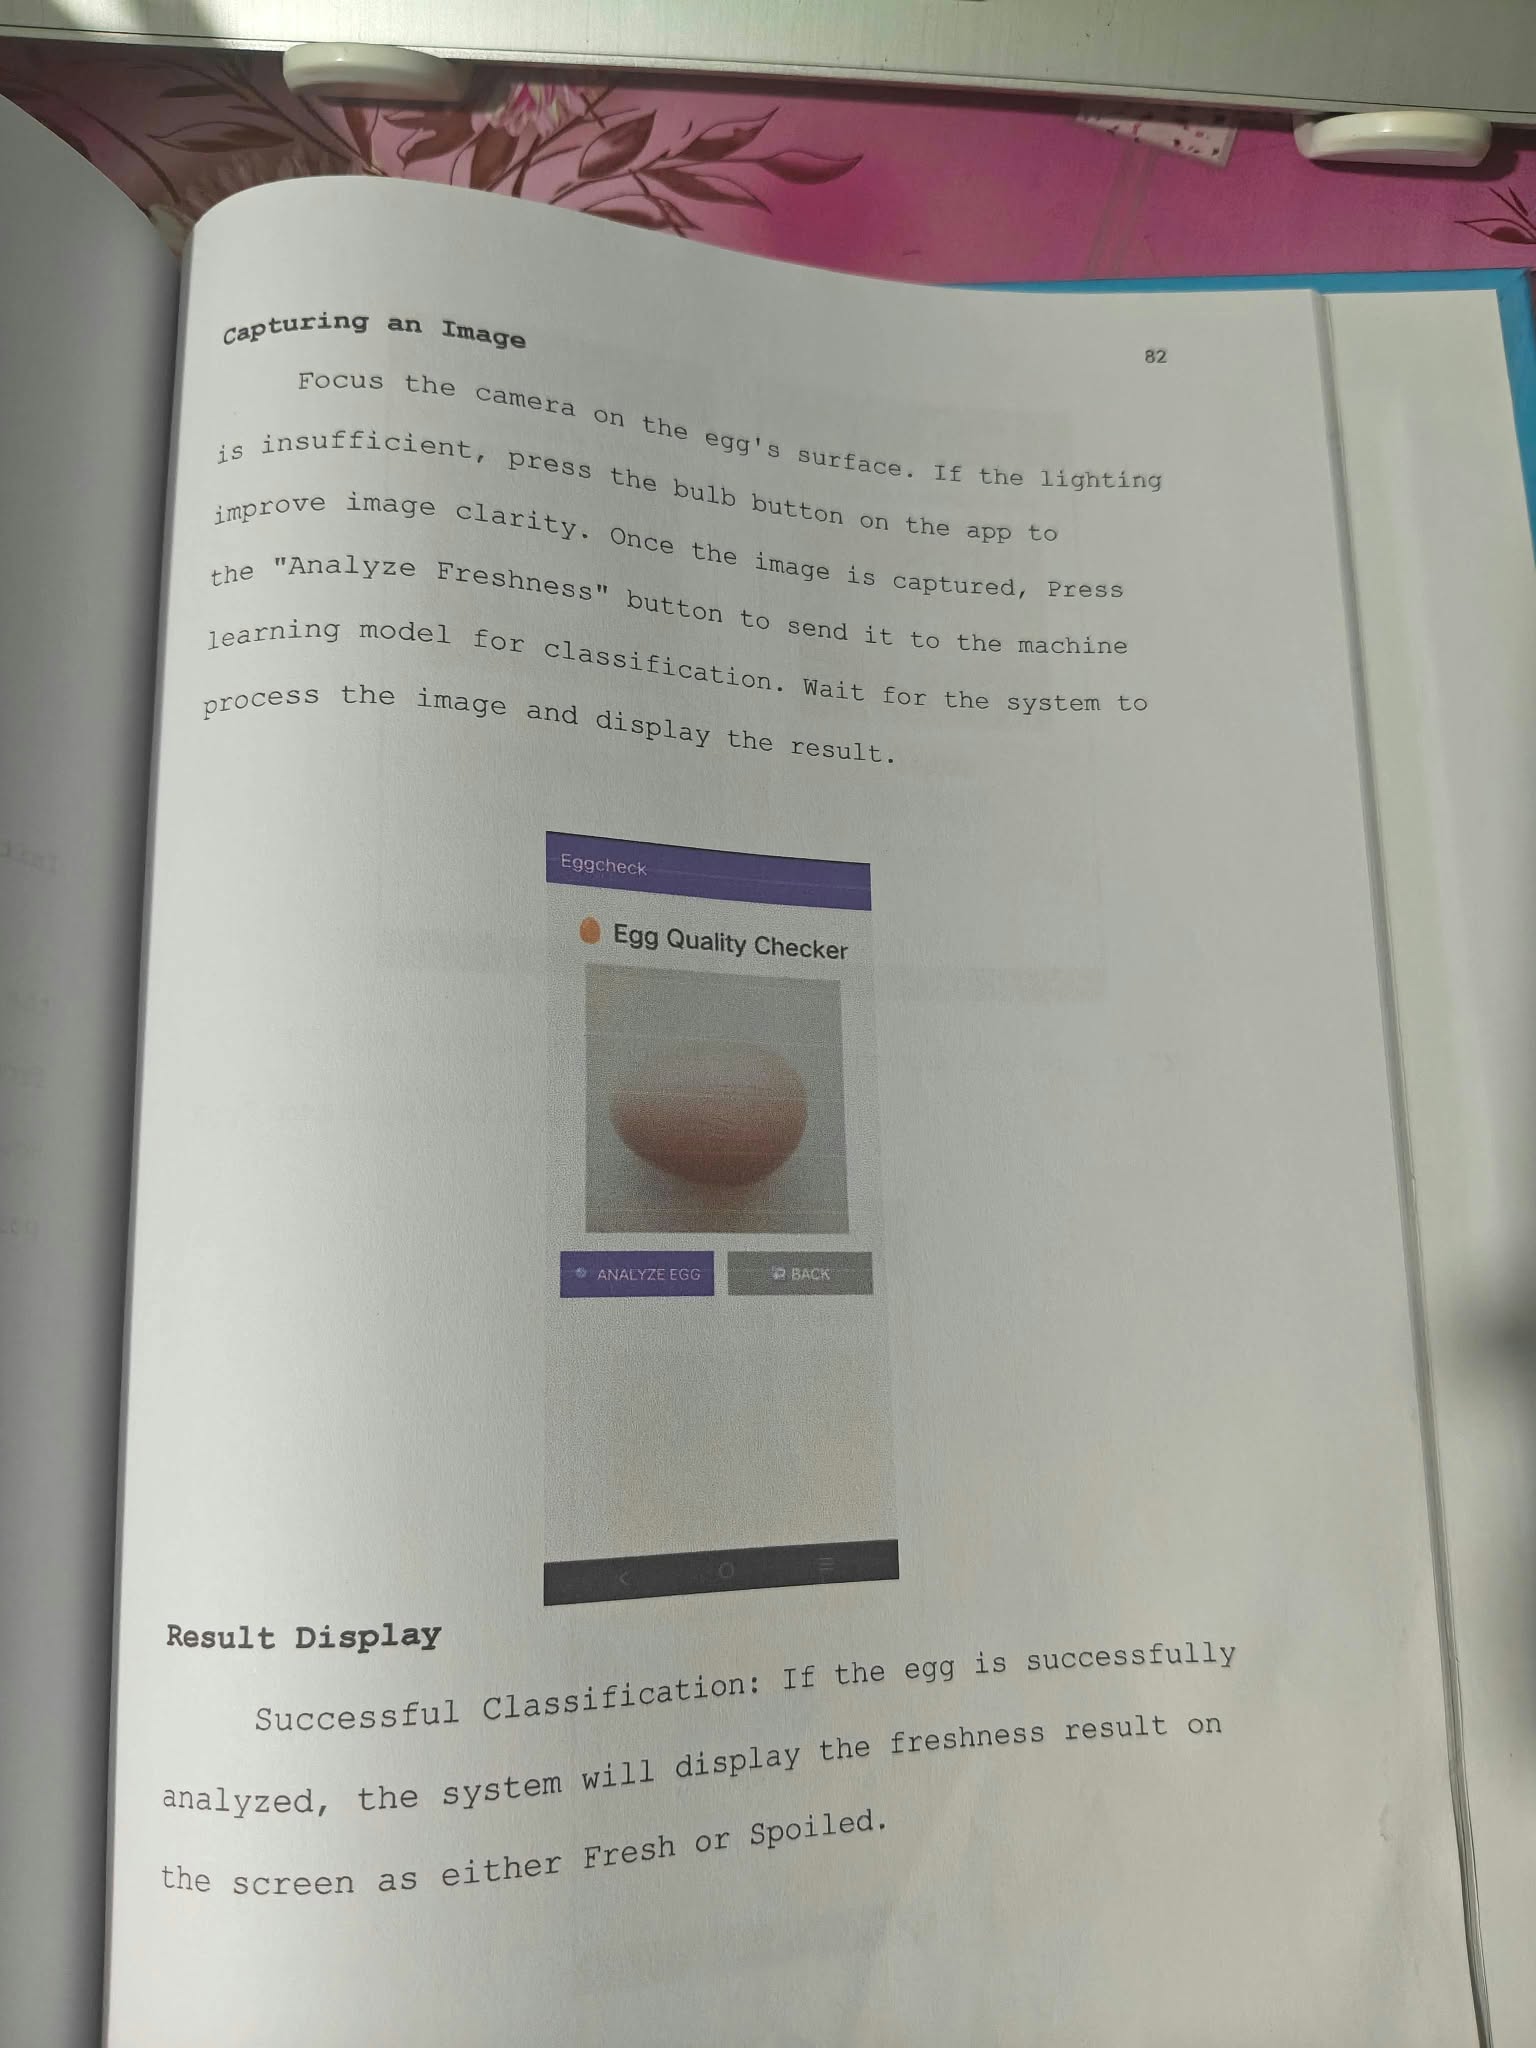 82
Capturing an Image
Focus the camera on the egg's surface. If the lighting
is insufficient, press the bulb button on the app to
improve image clarity. Once the image is captured, Press
the "Analyze Freshness" button to send it to the machine
learning model for classification. Wait for the system to
process the image and display the result.
Eggcheck
Egg Quality Checker
ANALYZE EGG
BACK
Result Display
Successful Classification: If the egg is successfully
analyzed, the system will display the freshness result on
the screen as either Fresh or Spoiled.